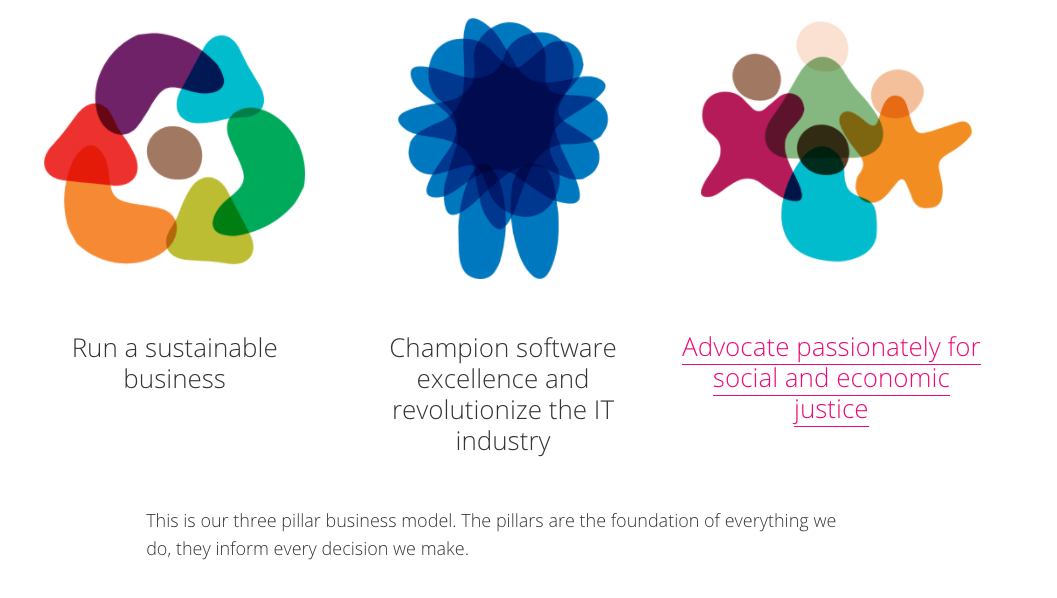 Run a sustainable
business
Champion software
excellence and
revolutionize the IT
industry
Advocate passionately for
social and economic
justice
This is our three pillar business model. The pillars are the foundation of everything we
do, they inform every decision we make.